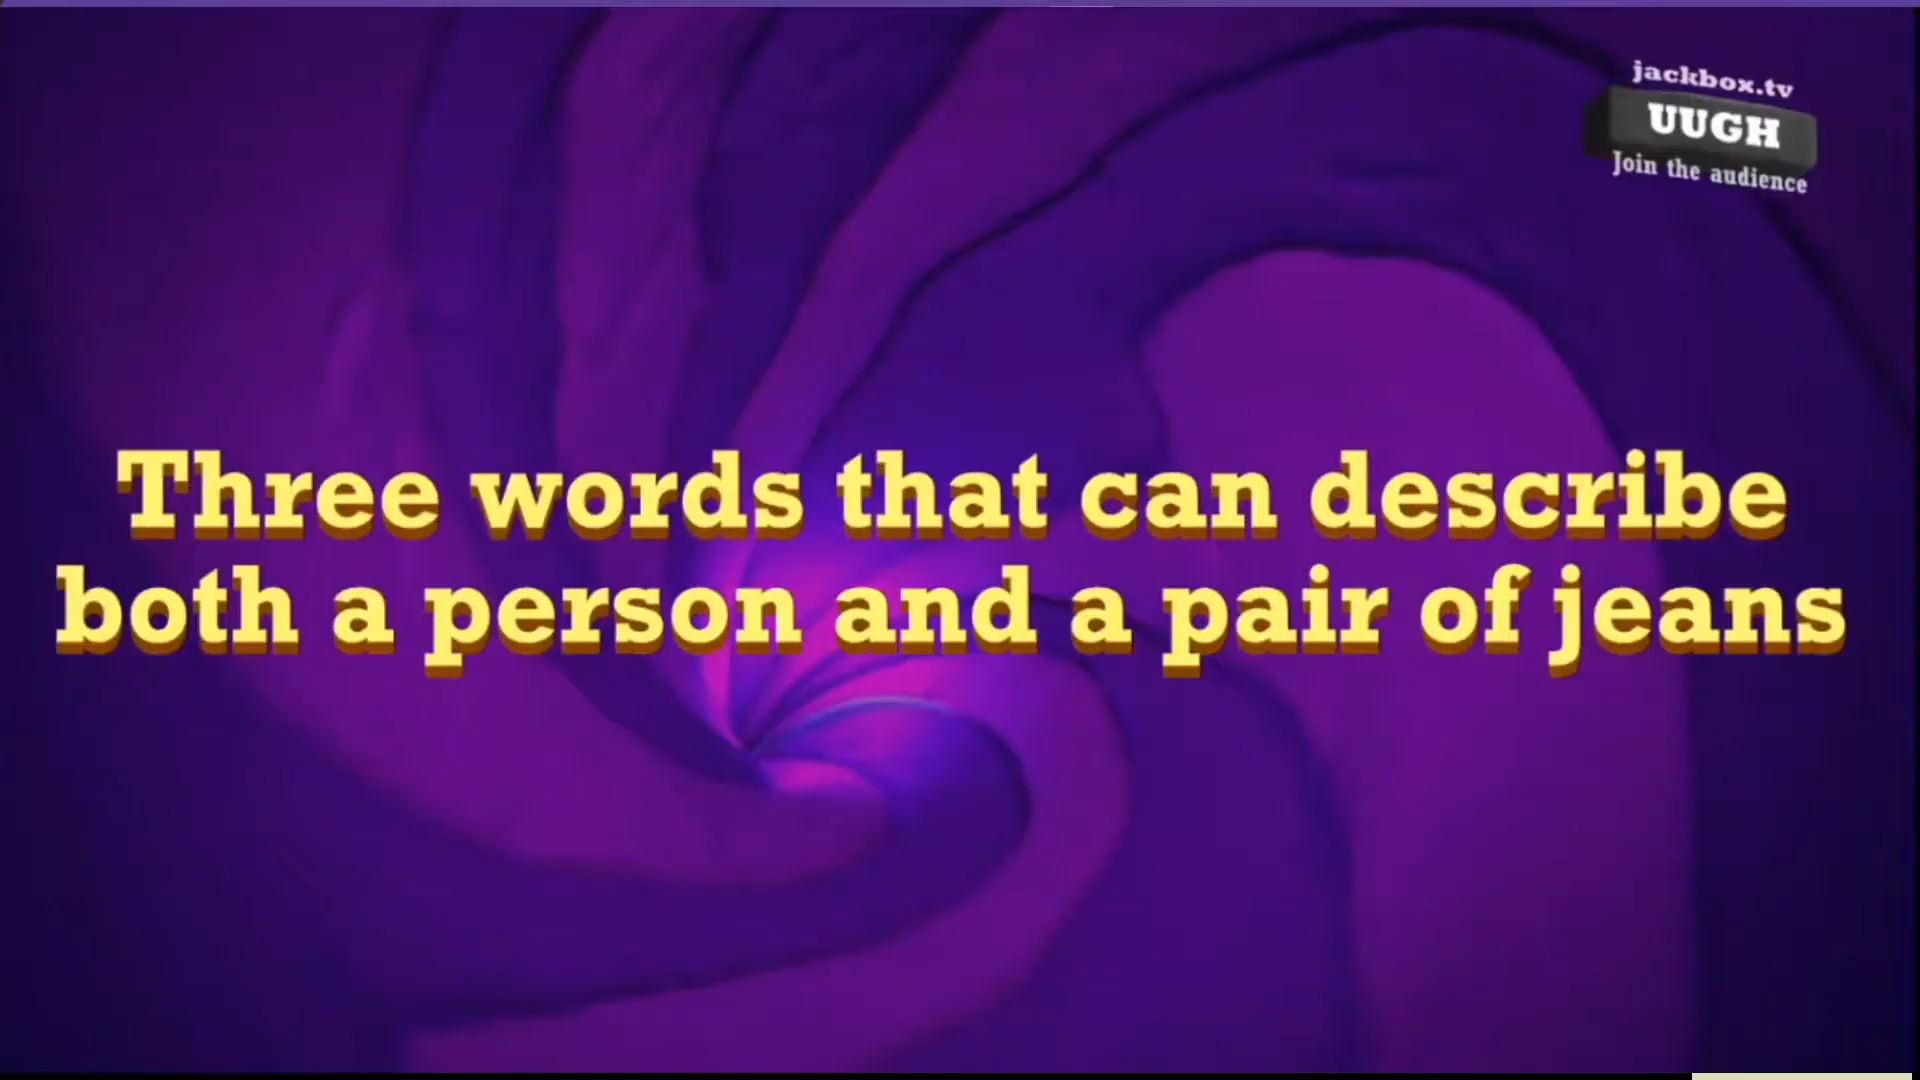 jackbox.tv
UUGH
Join the audience
Three words that can describe
both a person and a pair of jeans